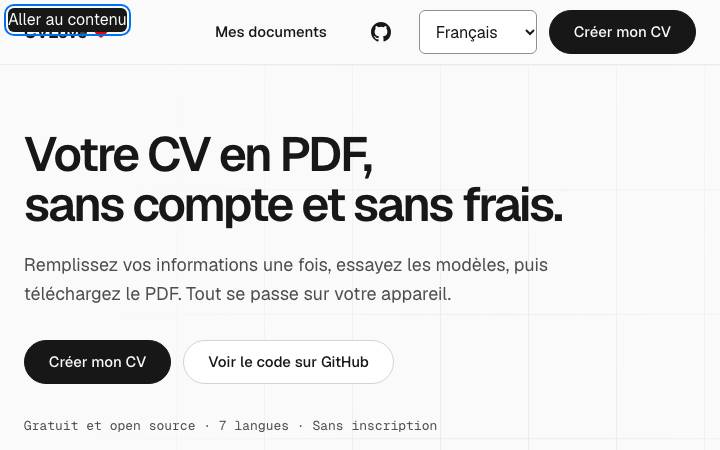 Aller au contenu
Mes documents
Français
Créer mon CV
Votre CV en PDF,
sans compte et sans frais.
Remplissez vos informations une fois, essayez les modèles, puis
téléchargez le PDF. Tout se passe sur votre appareil.
Créer mon CV
Voir le code sur GitHub
Gratuit et open source · 7 langues · Sans inscription